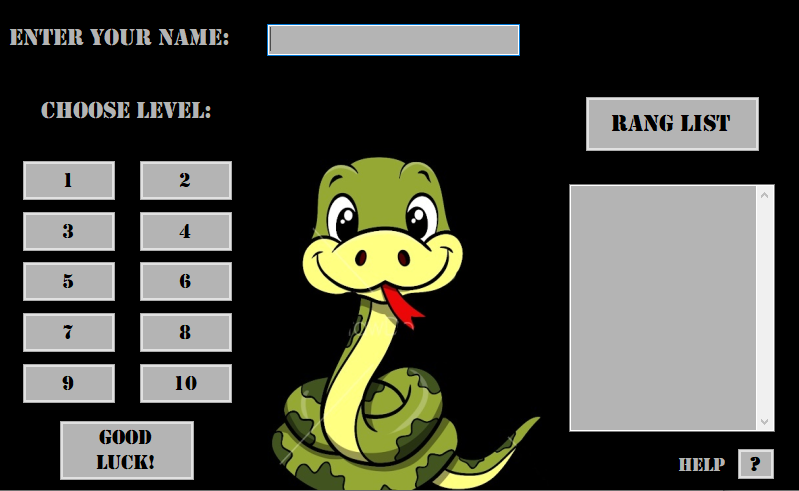 ENTER YOUR NAME:
CHOOSE LEVEL:
RANG LIST
1 2
3 4
5 6
7 8
9 10
GOOD
LUCK!
HELP ?